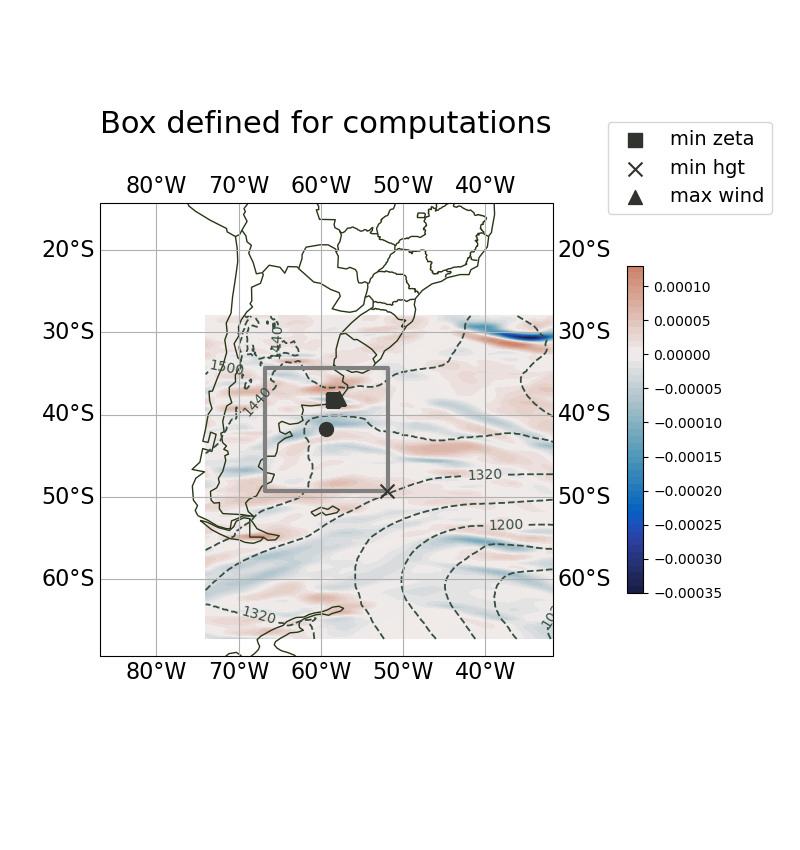 Box defined for computations
min zeta
min hgt
max wind
80°W 70°W 60°W 50°W 40°W
20°S 20°S
30°S 30°S
40°S 40°S
50°S 50°S
60°S 60°S
80°W 70°W 60°W 50°W 40°W
1440
1500
1440
1320
1200
1320
0.00010
0.00005
0.00000
−0.00005
−0.00010
−0.00015
−0.00020
−0.00025
−0.00030
−0.00035